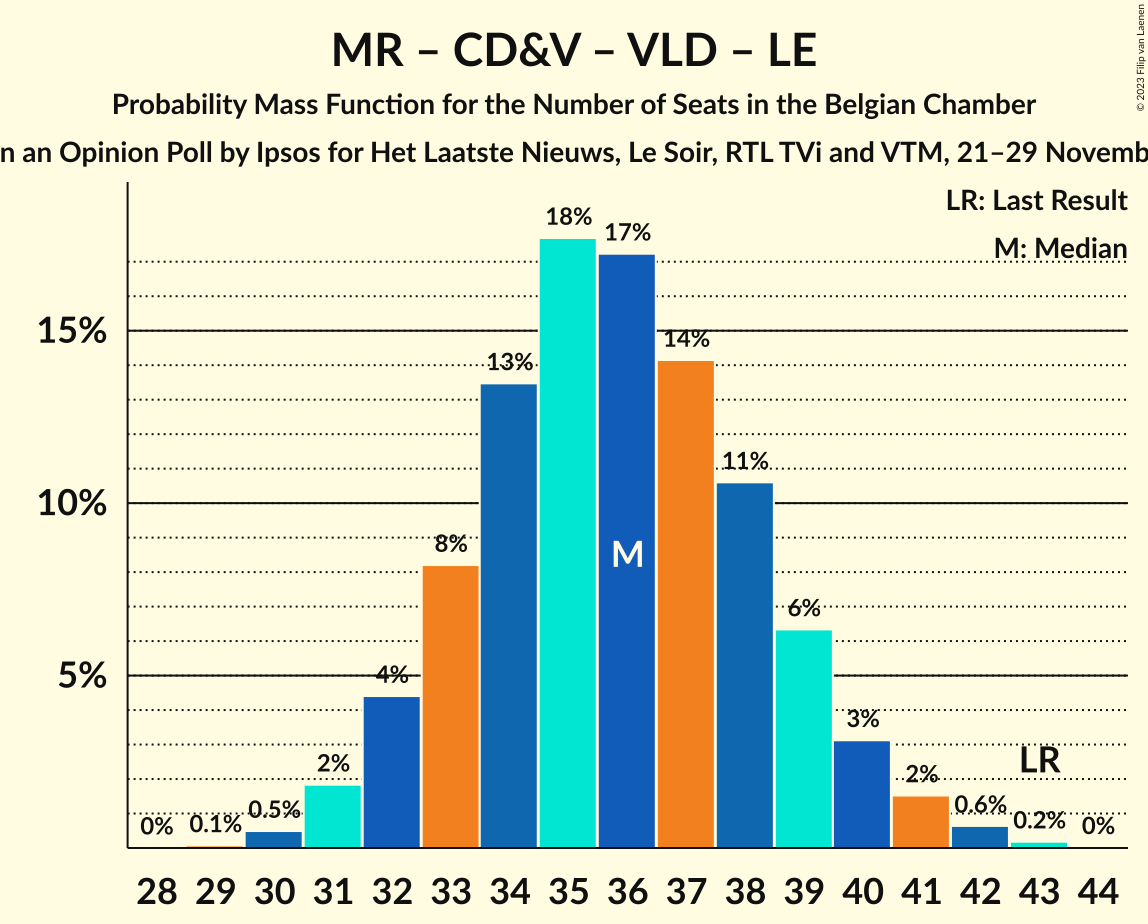 MR – CD&V – VLD – LE
Probability Mass Function for the Number of Seats in the Belgian Chamber
an Opinion Poll by Ipsos for Het Laatste Nieuws, Le Soir, RTL TVi and VTM, 21–29
© 2023 Filip van Laenen
LR: Last Result
M: Median
15%
10%
5%
0%
0.1%
0.5%
2%
4%
8%
13%
18%
17%
14%
11%
6%
3%
2%
0.6%
0.2%
0%
M
LR
28 29 30 31 32 33 34 35 36 37 38 39 40 41 42 43 44